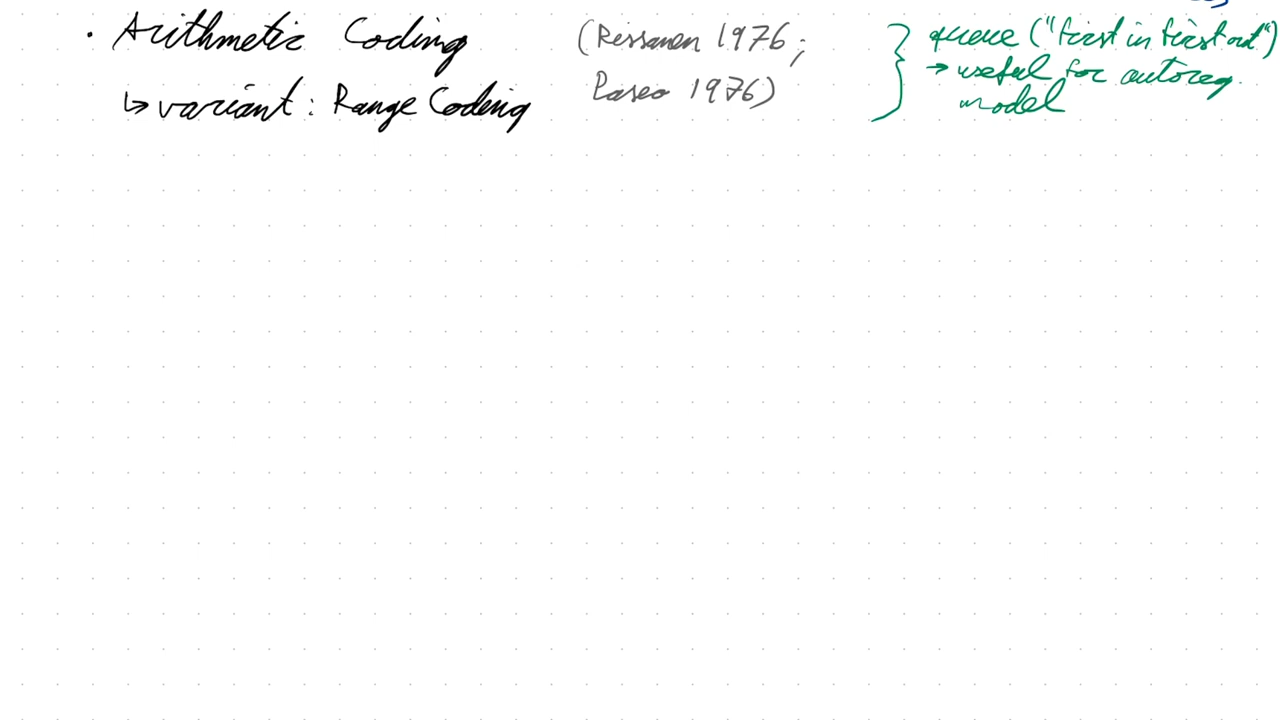 · Arithmetic Coding (Rissanen 1976;
Pasco 1976)
↳ variant: Range Coding
} queue ("first in first out")
→ useful for autoreg.
model